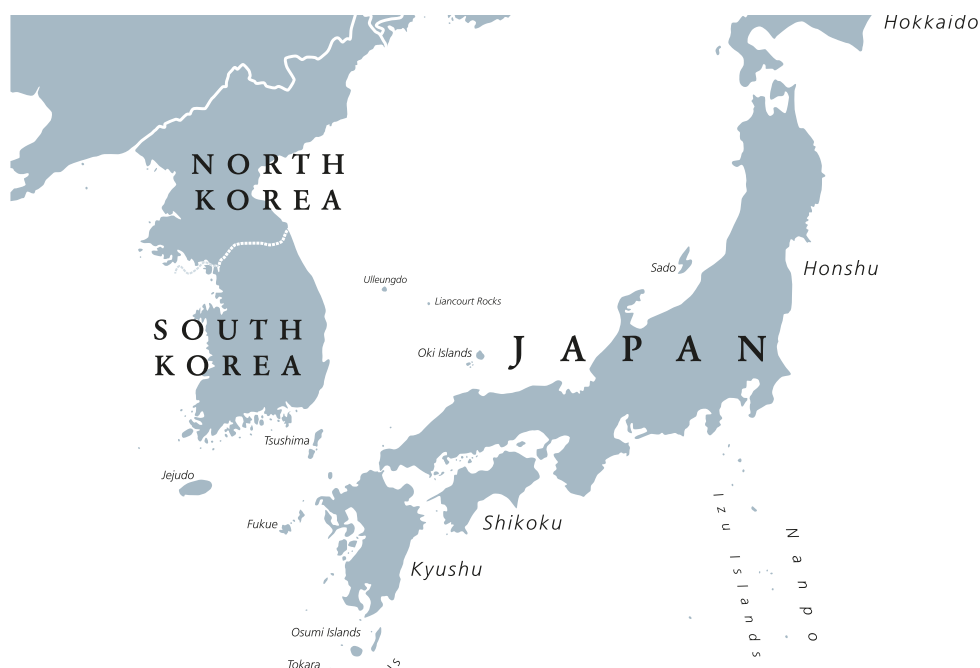 Hokkaido
NORTH
KOREA
Sado
Honshu
Ulleungdo
Liancourt Rocks
SOUTH
KOREA
Oki Islands
JAPAN
Tsushima
Jejudo
Fukue
Shikoku
Izu Islands
Nanpo
Kyushu
Osumi Islands
Tokara